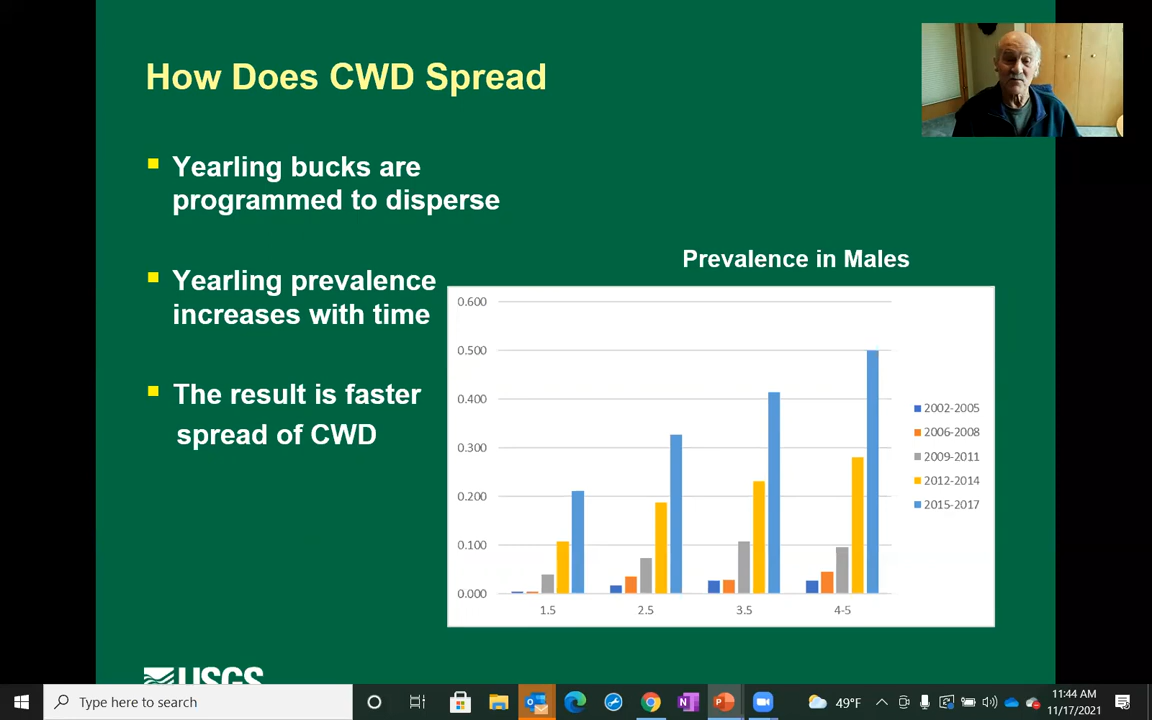 How Does CWD Spread
Yearling bucks are
programmed to disperse
Yearling prevalence
increases with time
The result is faster
spread of CWD
Prevalence in Males
0.600
0.500
0.400
0.300
0.200
0.100
0.000
1.5 2.5 3.5 4-5
2002-2005
2006-2008
2009-2011
2012-2014
2015-2017
USGS
Type here to search
49°F
11:44 AM
11/17/2021